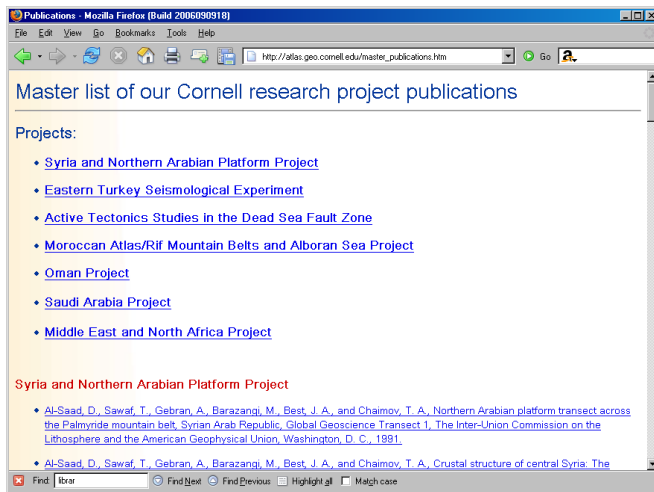 Publications - Mozilla Firefox (Build 2006090918)
File Edit View Go Bookmarks Tools Help
http://atlas.geo.cornell.edu/master_publications.htm Go a
Master list of our Cornell research project publications
Projects:
Syria and Northern Arabian Platform Project
Eastern Turkey Seismological Experiment
Active Tectonics Studies in the Dead Sea Fault Zone
Moroccan Atlas/Rif Mountain Belts and Alboran Sea Project
Oman Project
Saudi Arabia Project
Middle East and North Africa Project
Syria and Northern Arabian Platform Project
Al-Saad, D., Sawaf, T., Gebran, A., Barazangi, M., Best, J. A., and Chaimov, T. A., Northern Arabian platform transect across
the Palmyride mountain belt, Syrian Arab Republic, Global Geoscience Transect 1, The Inter-Union Commission on the
Lithosphere and the American Geophysical Union, Washington, D. C., 1991.
Al-Saad, D., Sawaf, T., Gebran, A., Barazangi, M., Best, J. A., and Chaimov, T. A., Crustal structure of central Syria: The
Find: librar Find Next Find Previous Highlight all Match case